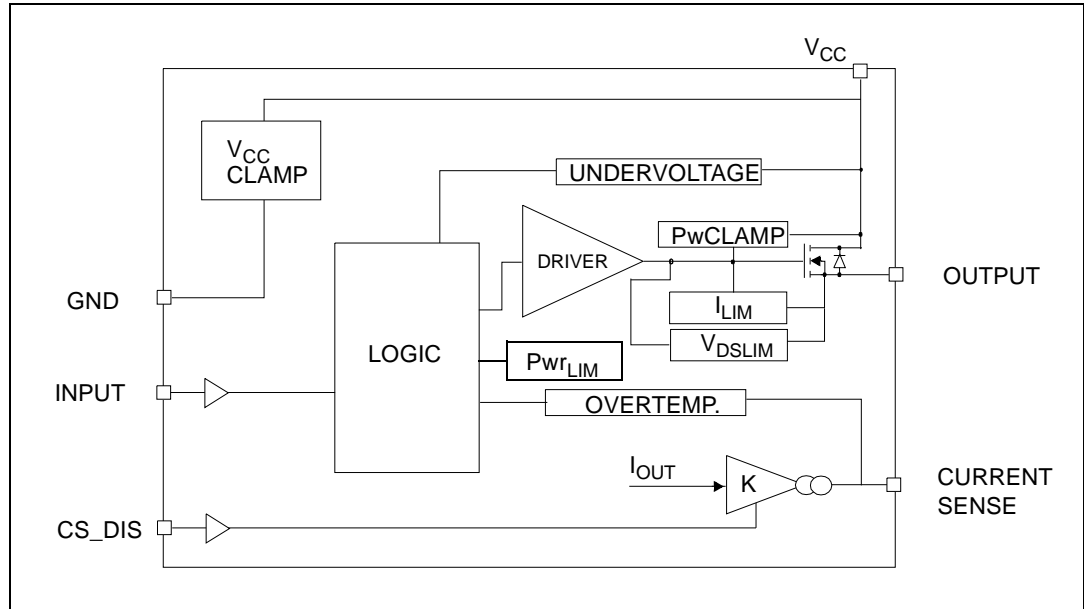 VCC
VCC
CLAMP
UNDERVOLTAGE
PwCLAMP
DRIVER
GND
OUTPUT
ILIM
VDSLIM
LOGIC
PwrLIM
INPUT
OVERTEMP.
IOUT
K
CURRENT
SENSE
CS_DIS